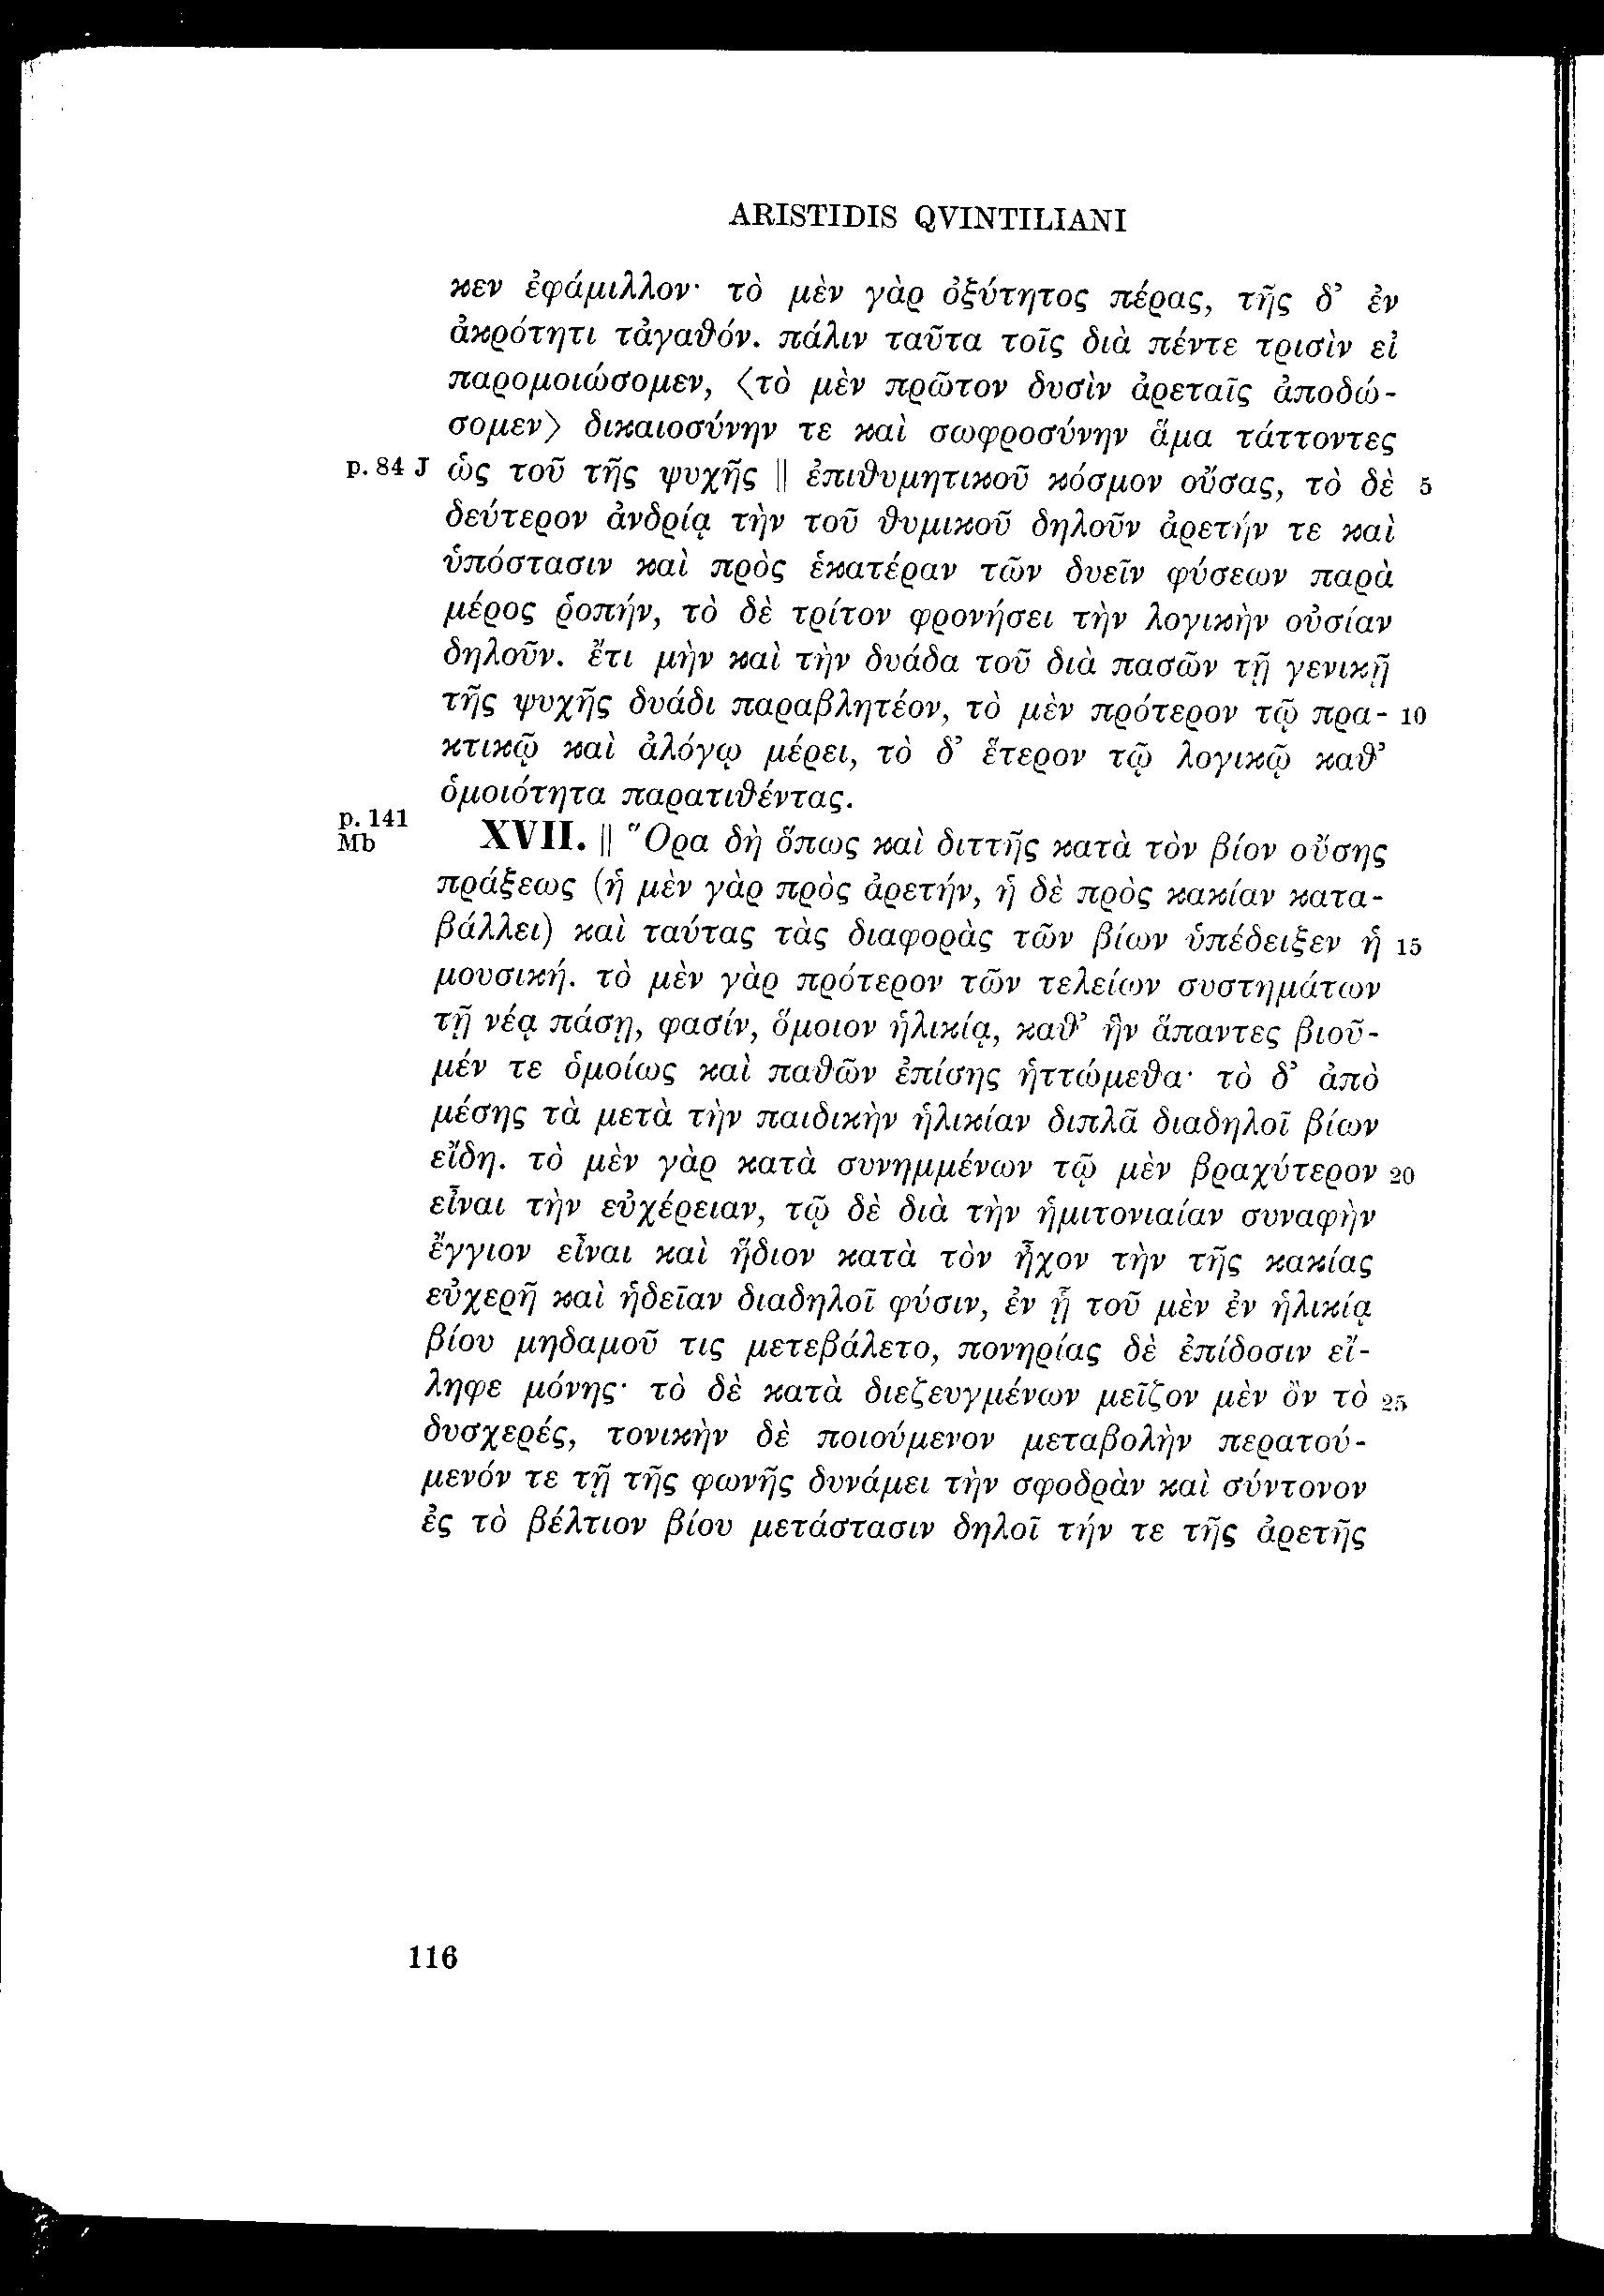 ARISTIDIS QVINTILIANI
κεν ἐφάμιλλον· τὸ μὲν γὰρ ὀξύτητος πέρας, τῆς δ’ ἐν
ἀκρότητι τἀγαθόν. πάλιν ταῦτα τοῖς διὰ πέντε τρισὶν εἰ
παρομοιώσομεν, ⟨τὸ μὲν πρῶτον δυσὶν ἀρεταῖς ἀποδώ-
σομεν⟩ δικαιοσύνην τε καὶ σωφροσύνην ἅμα τάττοντες
p. 84 J ὡς τοῦ τῆς ψυχῆς || ἐπιθυμητικοῦ κόσμον οὔσας, τὸ δὲ 5
δεύτερον ἀνδρίᾳ τὴν τοῦ θυμικοῦ δηλοῦν ἀρετήν τε καὶ
ὑπόστασιν καὶ πρὸς ἑκατέραν τῶν δυεῖν φύσεων παρὰ
μέρος ῥοπήν, τὸ δὲ τρίτον φρονήσει τὴν λογικὴν οὐσίαν
δηλοῦν. ἔτι μὴν καὶ τὴν δυάδα τοῦ διὰ πασῶν τῇ γενικῇ
τῆς ψυχῆς δυάδι παραβλητέον, τὸ μὲν πρότερον τῷ πρα- 10
κτικῷ καὶ ἀλόγῳ μέρει, τὸ δ’ ἕτερον τῷ λογικῷ καθ’
ὁμοιότητα παρατιθέντας.
p. 141
Mb XVII. || Ὅρα δὴ ὅπως καὶ διττῆς κατὰ τὸν βίον οὔσης
πράξεως (ἡ μὲν γὰρ πρὸς ἀρετήν, ἡ δὲ πρὸς κακίαν κατα-
βάλλει) καὶ ταύτας τὰς διαφορὰς τῶν βίων ὑπέδειξεν ἡ 15
μουσική. τὸ μὲν γὰρ πρότερον τῶν τελείων συστημάτων
τῇ νέᾳ πάσῃ, φασίν, ὅμοιον ἡλικίᾳ, καθ’ ἣν ἅπαντες βιοῦ-
μέν τε ὁμοίως καὶ παθῶν ἐπίσης ἡττώμεθα· τὸ δ’ ἀπὸ
μέσης τὰ μετὰ τὴν παιδικὴν ἡλικίαν διπλᾶ διαδηλοῖ βίων
εἴδη. τὸ μὲν γὰρ κατὰ συνημμένων τῷ μὲν βραχύτερον 20
εἶναι τὴν εὐχέρειαν, τῷ δὲ διὰ τὴν ἡμιτονιαίαν συναφὴν
ἔγγιον εἶναι καὶ ἥδιον κατὰ τὸν ἦχον τὴν τῆς κακίας
εὐχερῆ καὶ ἡδεῖαν διαδηλοῖ φύσιν, ἐν ᾗ τοῦ μὲν ἐν ἡλικίᾳ
βίου μηδαμοῦ τις μετεβάλετο, πονηρίας δὲ ἐπίδοσιν εἴ-
ληφε μόνης· τὸ δὲ κατὰ διεζευγμένων μεῖζον μὲν ὂν τὸ 25
δυσχερές, τονικὴν δὲ ποιούμενον μεταβολὴν περατού-
μενόν τε τῇ τῆς φωνῆς δυνάμει τὴν σφοδρὰν καὶ σύντονον
ἐς τὸ βέλτιον βίου μετάστασιν δηλοῖ τήν τε τῆς ἀρετῆς
116